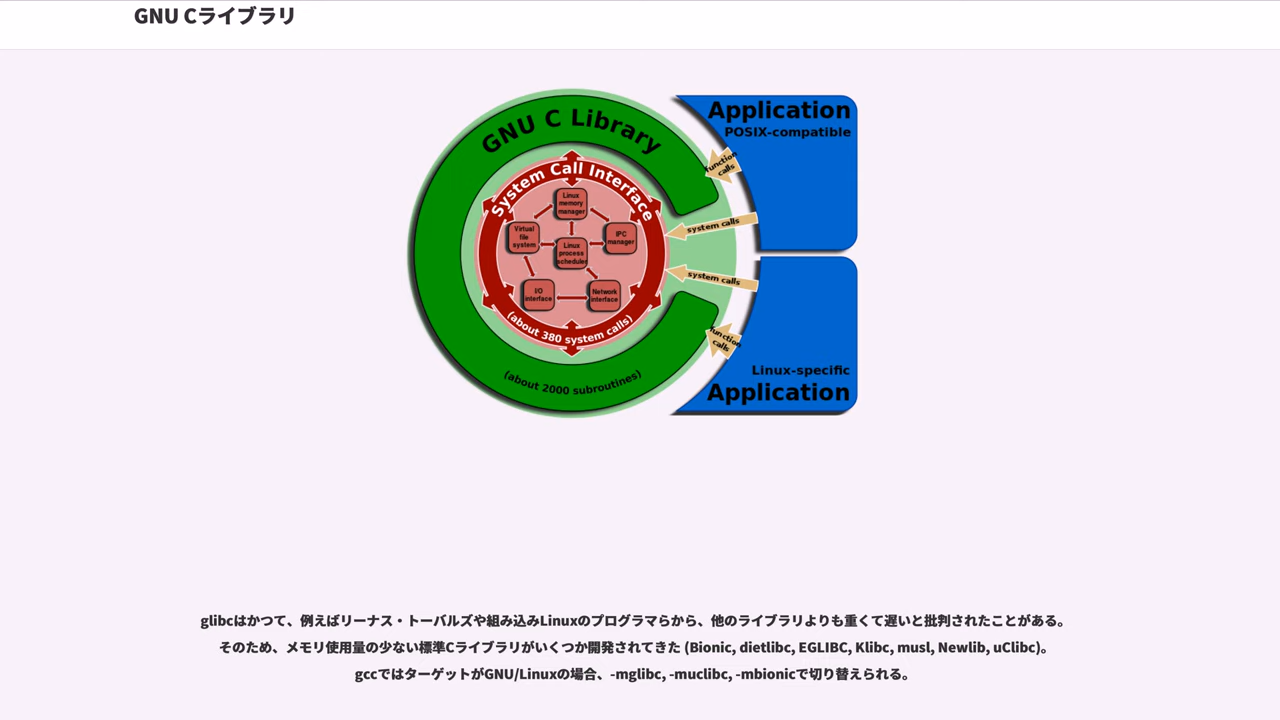 GNU Cライブラリ
GNU C Library
System Call Interface
Linux
memory
manager
Virtual
file
system
IPC
manager
Linux
process
scheduler
I/O
interface
Network
interface
(about 380 system calls)
(about 2000 subroutines)
Application
POSIX-compatible
function
calls
system calls
system calls
function
calls
Linux-specific
Application
glibcはかつて、例えばリーナス・トーバルズや組み込みLinuxのプログラマらから、他のライブラリよりも重くて遅いと批判されたことがある。
そのため、メモリ使用量の少ない標準Cライブラリがいくつか開発されてきた (Bionic, dietlibc, EGLIBC, Klibc, musl, Newlib, uClibc)。
gccではターゲットがGNU/Linuxの場合、-mglibc, -muclibc, -mbionicで切り替えられる。